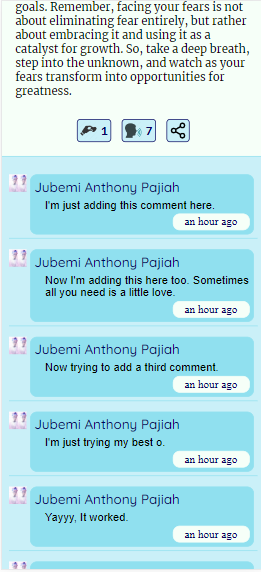 goals. Remember, facing your fears is not
about eliminating fear entirely, but rather
about embracing it and using it as a
catalyst for growth. So, take a deep breath,
step into the unknown, and watch as your
fears transform into opportunities for
greatness.
1 7
Jubemi Anthony Pajiah
I'm just adding this comment here.
an hour ago
Jubemi Anthony Pajiah
Now I'm adding this here too. Sometimes
all you need is a little love.
an hour ago
Jubemi Anthony Pajiah
Now trying to add a third comment.
an hour ago
Jubemi Anthony Pajiah
I'm just trying my best o.
an hour ago
Jubemi Anthony Pajiah
Yayyy, It worked.
an hour ago